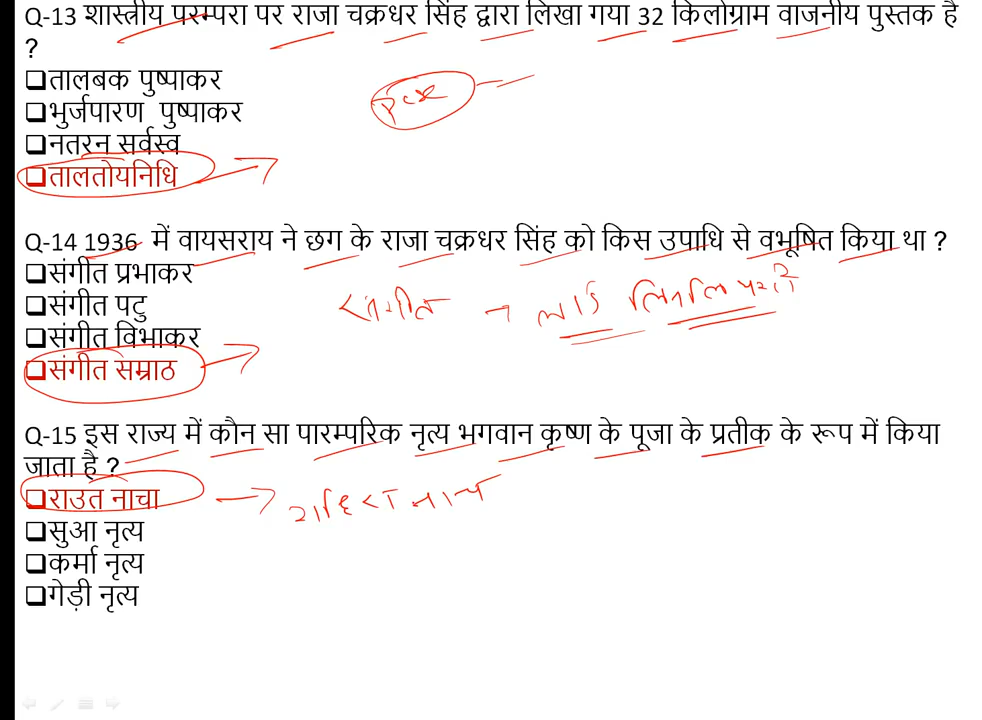 Q-13 शास्त्रीय परम्परा पर राजा चक्रधर सिंह द्वारा लिखा गया 32 किलोग्राम वाजनीय पुस्तक है
?
❑तालबक पुष्पाकर
❑भुर्जपारण पुष्पाकर
❑नतरन सर्वस्व
❑तालतोयनिधि
Q-14 1936 में वायसराय ने छग के राजा चक्रधर सिंह को किस उपाधि से वभूषित किया था ?
❑संगीत प्रभाकर
❑संगीत पटु
संगीत → लार्ड
❑संगीत विभाकर
❑संगीत सम्राठ
Q-15 इस राज्य में कौन सा पारम्परिक नृत्य भगवान कृष्ण के पूजा के प्रतीक के रूप में किया
जाता है ?
❑राउत नाचा
❑सुआ नृत्य
❑कर्मा नृत्य
❑गेड़ी नृत्य